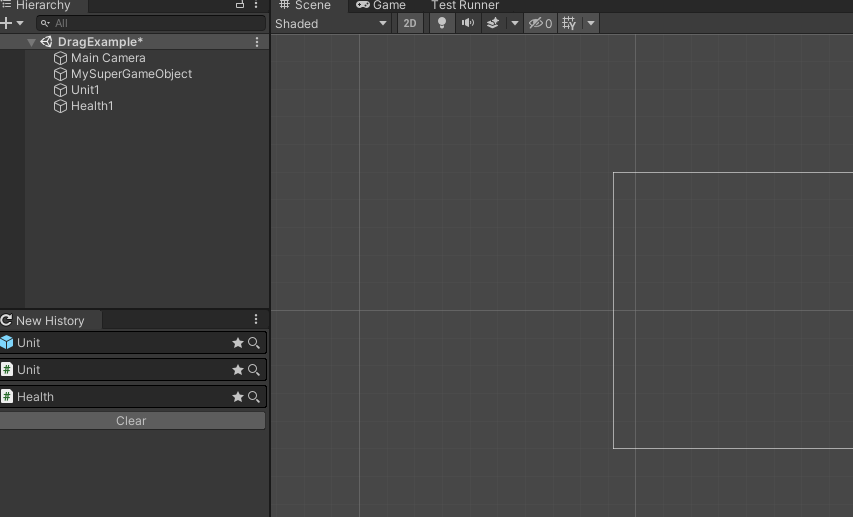 Hierarchy
All
DragExample*
Main Camera
MySuperGameObject
Unit1
Health1
New History
Unit
# Unit
# Health
Clear
Scene Game Test Runner
Shaded 2D 0